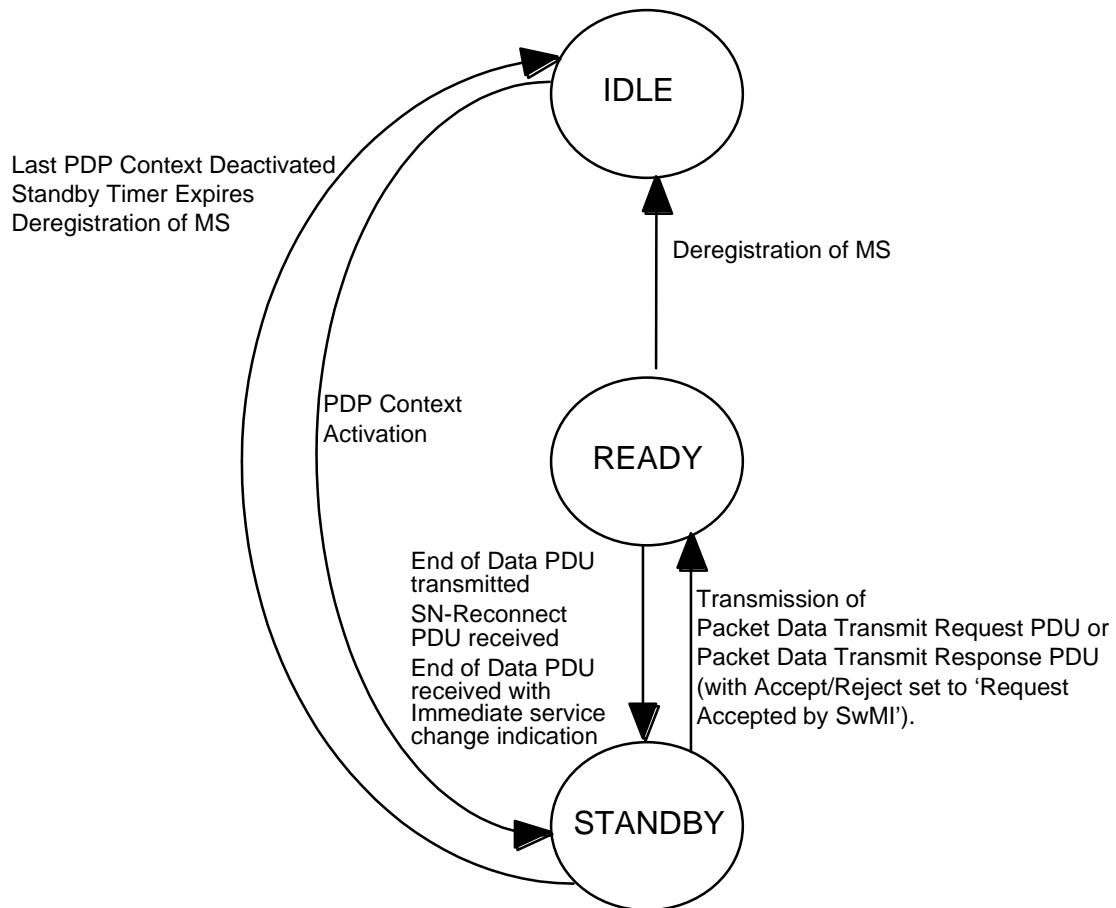 IDLE
Last PDP Context Deactivated
Standby Timer Expires
Deregistration of MS
Deregistration of MS
PDP Context
Activation
READY
End of Data PDU
transmitted
SN-Reconnect
PDU received
End of Data PDU
received with
Immediate service
change indication
Transmission of
Packet Data Transmit Request PDU or
Packet Data Transmit Response PDU
(with Accept/Reject set to ‘Request
Accepted by SwMI’).
STANDBY